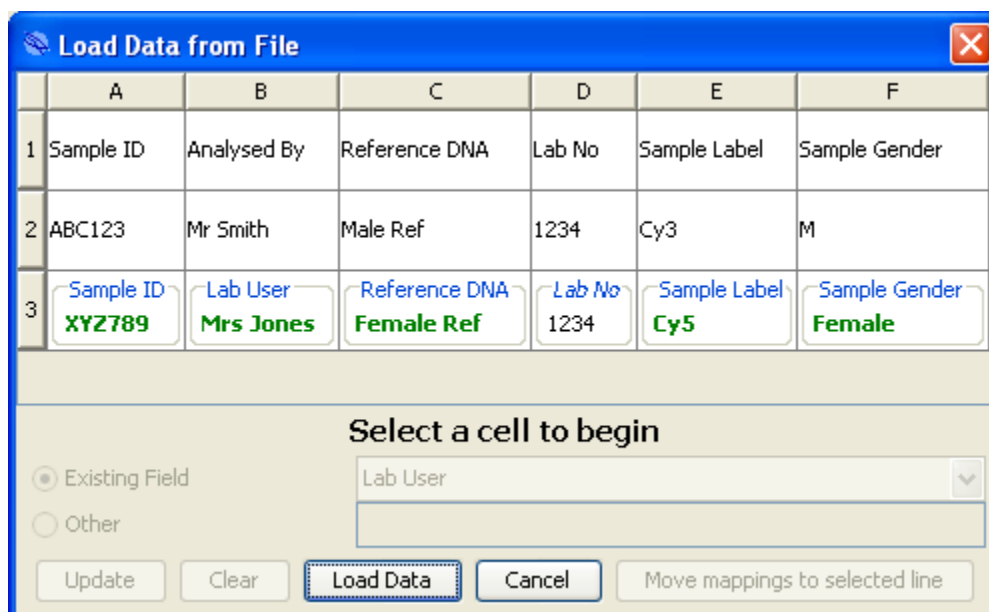 Load Data from File
A B C D E F
1 Sample ID Analysed By Reference DNA Lab No Sample Label Sample Gender
2 ABC123 Mr Smith Male Ref 1234 Cy3 M
Sample ID Lab User Reference DNA Lab No Sample Label Sample Gender
3 XYZ789 Mrs Jones Female Ref 1234 Cy5 Female
Select a cell to begin
Existing Field Lab User
Other
Update Clear Load Data Cancel Move mappings to selected line